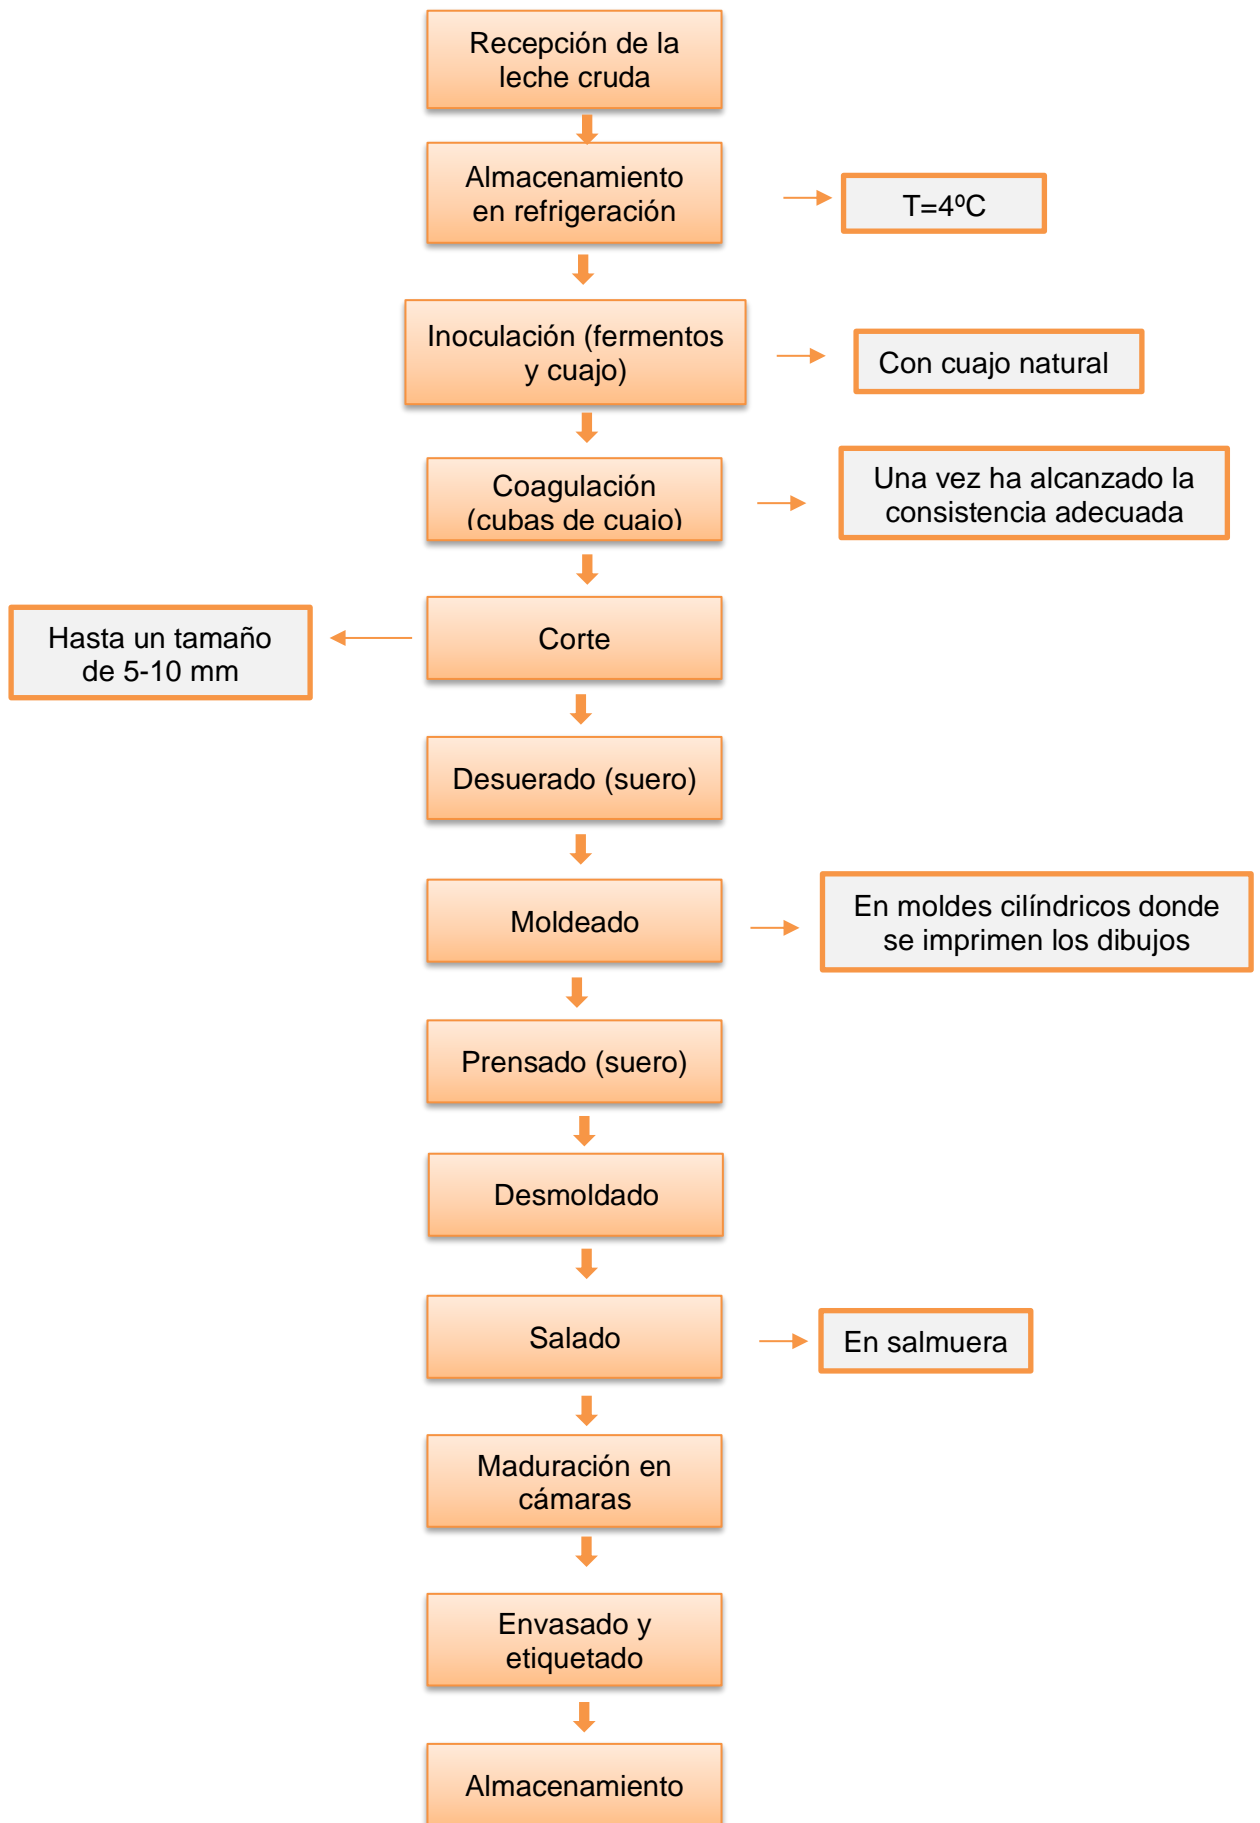 Recepción de la
leche cruda
Almacenamiento
en refrigeración
T=4ºC
Inoculación (fermentos
y cuajo)
Con cuajo natural
Coagulación
(cubas de cuajo)
Una vez ha alcanzado la
consistencia adecuada
Corte
Hasta un tamaño
de 5-10 mm
Desuerado (suero)
Moldeado
En moldes cilíndricos donde
se imprimen los dibujos
Prensado (suero)
Desmoldado
Salado
En salmuera
Maduración en
cámaras
Envasado y
etiquetado
Almacenamiento